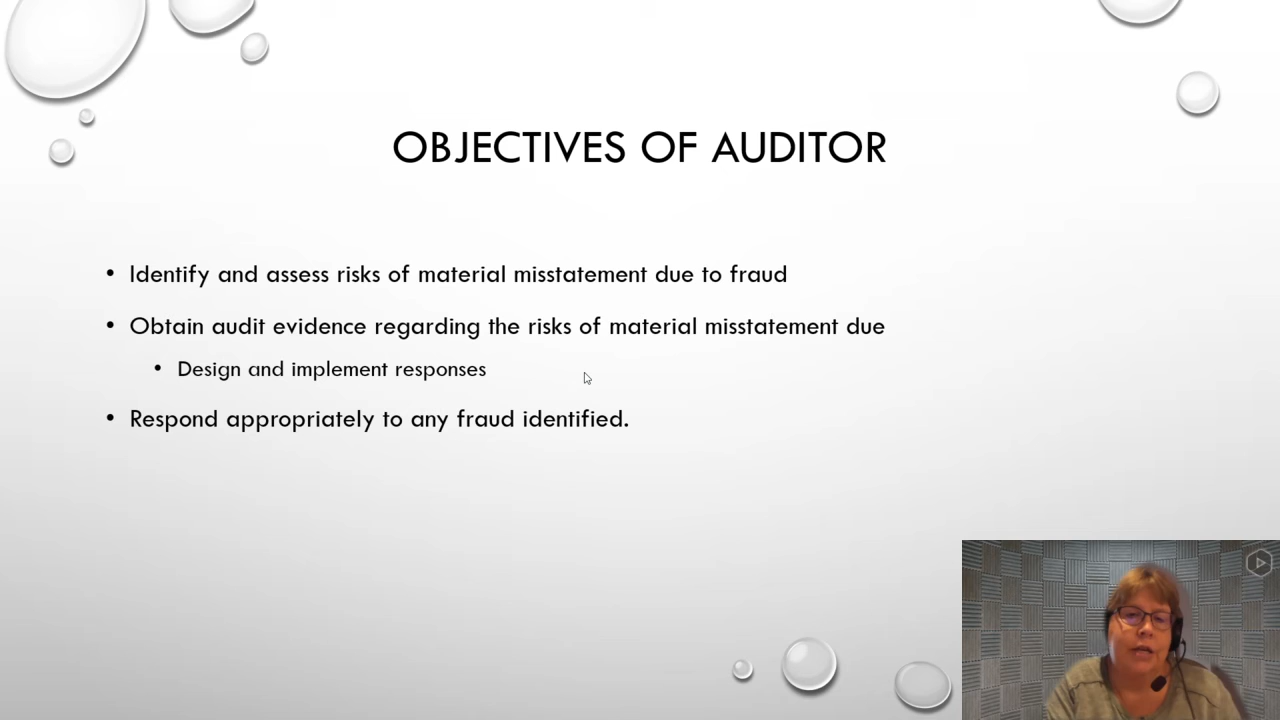 OBJECTIVES OF AUDITOR
• Identify and assess risks of material misstatement due to fraud
• Obtain audit evidence regarding the risks of material misstatement due
• Design and implement responses
• Respond appropriately to any fraud identified.